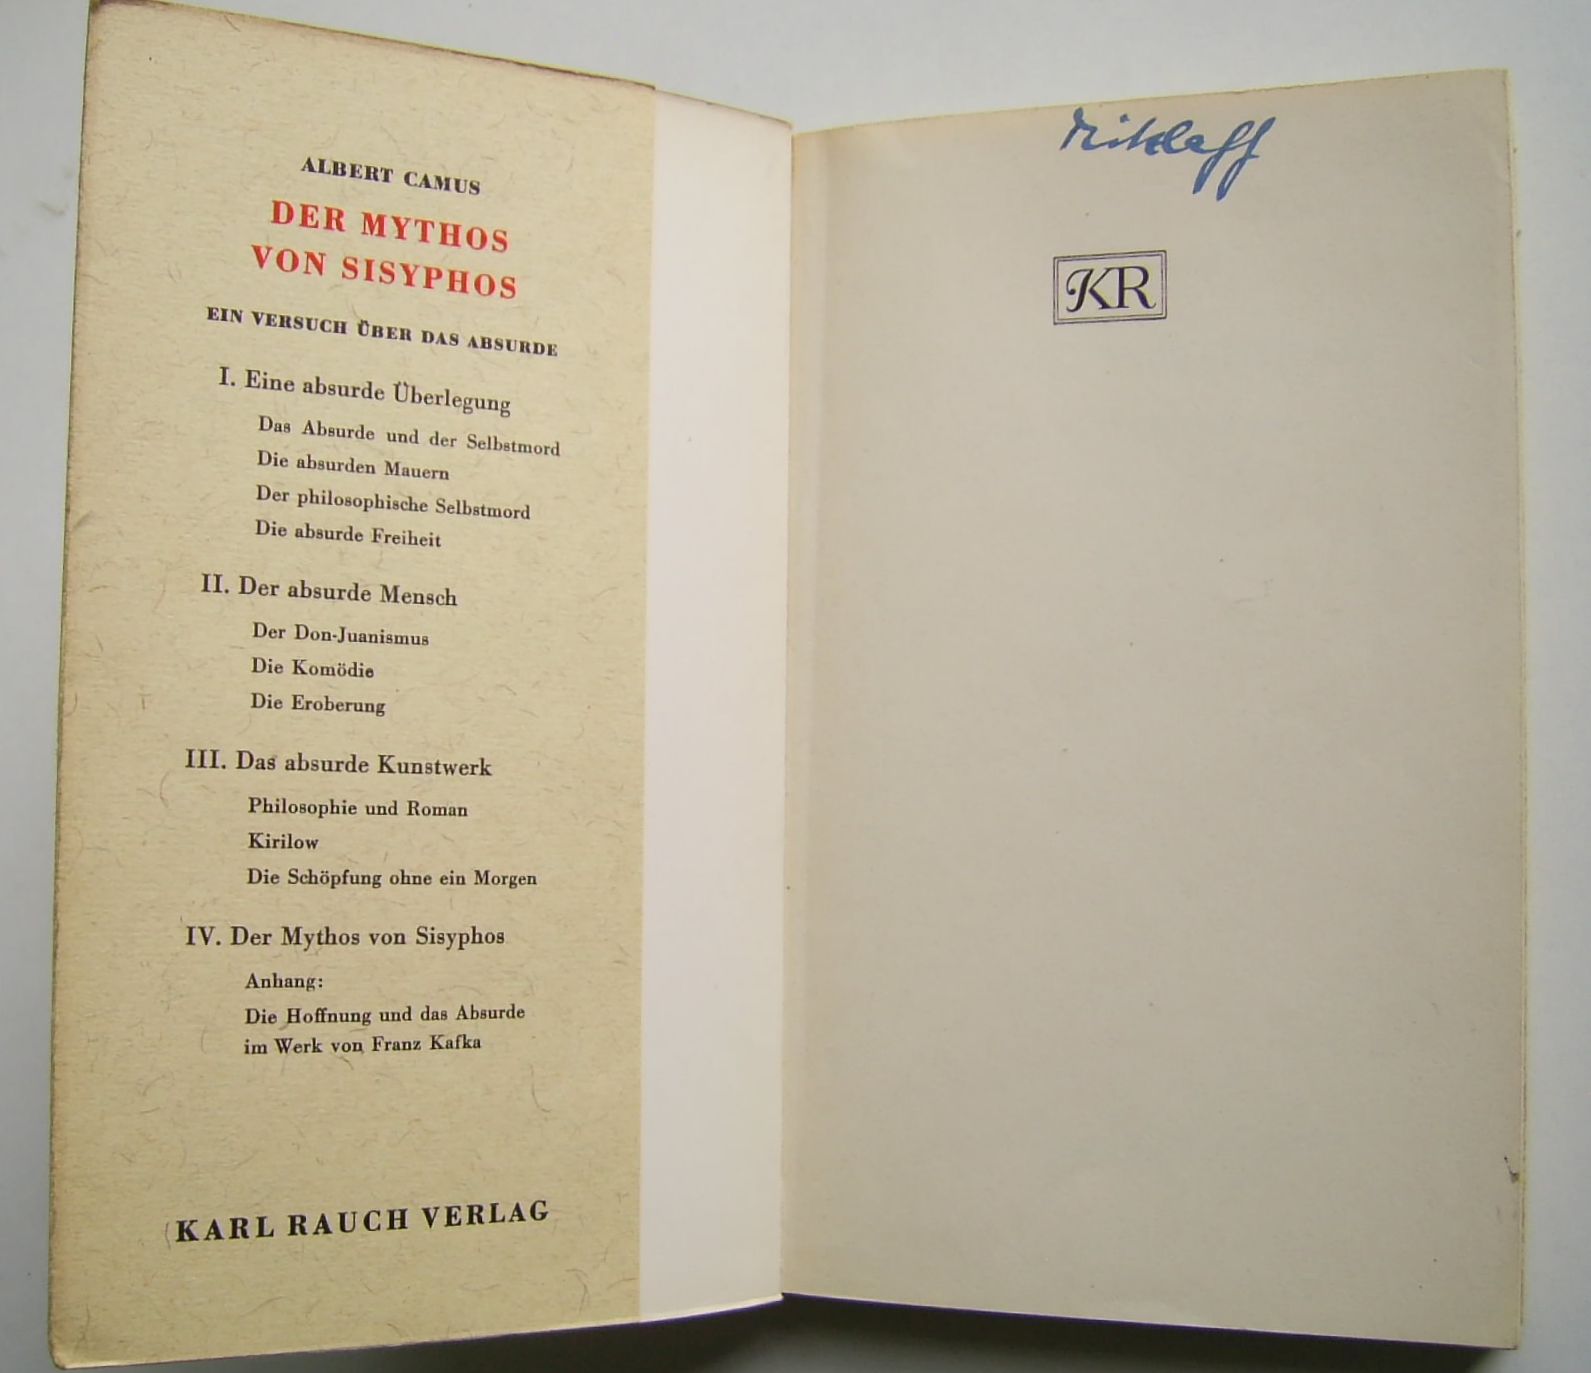 ALBERT CAMUS
DER MYTHOS
VON SISYPHOS
EIN VERSUCH ÜBER DAS ABSURDE
I. Eine absurde Überlegung
Das Absurde und der Selbstmord
Die absurden Mauern
Der philosophische Selbstmord
Die absurde Freiheit
II. Der absurde Mensch
Der Don-Juanismus
Die Komödie
Die Eroberung
III. Das absurde Kunstwerk
Philosophie und Roman
Kirilow
Die Schöpfung ohne ein Morgen
IV. Der Mythos von Sisyphos
Anhang:
Die Hoffnung und das Absurde
im Werk von Franz Kafka
KARL RAUCH VERLAG
KR